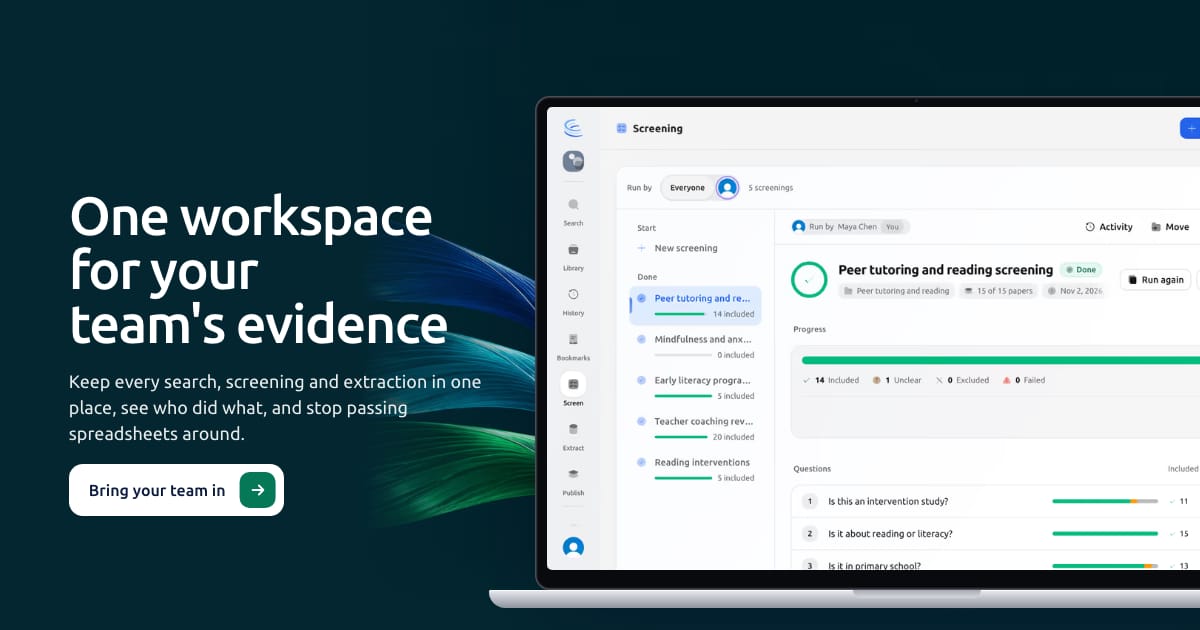 One workspace
for your
team's evidence
Keep every search, screening and extraction in one
place, see who did what, and stop passing
spreadsheets around.
Bring your team in
Screening
Search
Library
History
Bookmarks
Screen
Extract
Publish
Run by Everyone 5 screenings
Start
New screening
Done
Peer tutoring and re...
14 included
Mindfulness and anx...
0 included
Early literacy progra...
5 included
Teacher coaching rev...
20 included
Reading interventions
5 included
Run by Maya Chen You
Activity Move
Peer tutoring and reading screening Done
Run again
Peer tutoring and reading 15 of 15 papers Nov 2, 2026
Progress
14 Included 1 Unclear 0 Excluded 0 Failed
Questions Included
1 Is this an intervention study? 11
2 Is it about reading or literacy? 15
3 Is it in primary school? 13